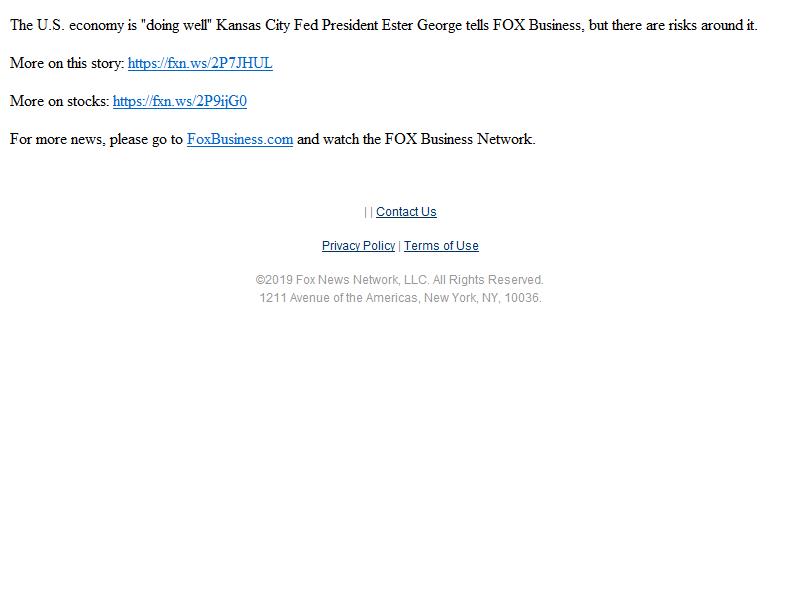 The U.S. economy is "doing well" Kansas City Fed President Ester George tells FOX Business, but there are risks around it.
More on this story: https://fxn.ws/2P7JHUL
More on stocks: https://fxn.ws/2P9ijG0
For more news, please go to FoxBusiness.com and watch the FOX Business Network.
| | Contact Us
Privacy Policy | Terms of Use
©2019 Fox News Network, LLC. All Rights Reserved.
1211 Avenue of the Americas, New York, NY, 10036.